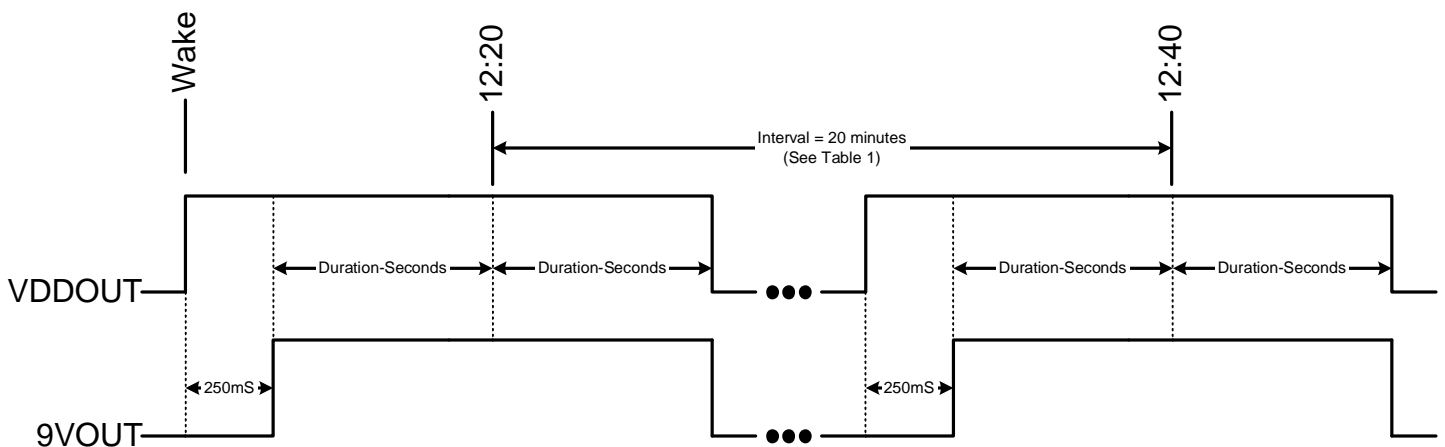 Wake
12:20
12:40
Interval = 20 minutes
(See Table 1)
Duration-Seconds
Duration-Seconds
Duration-Seconds
Duration-Seconds
VDDOUT
250mS
250mS
9VOUT